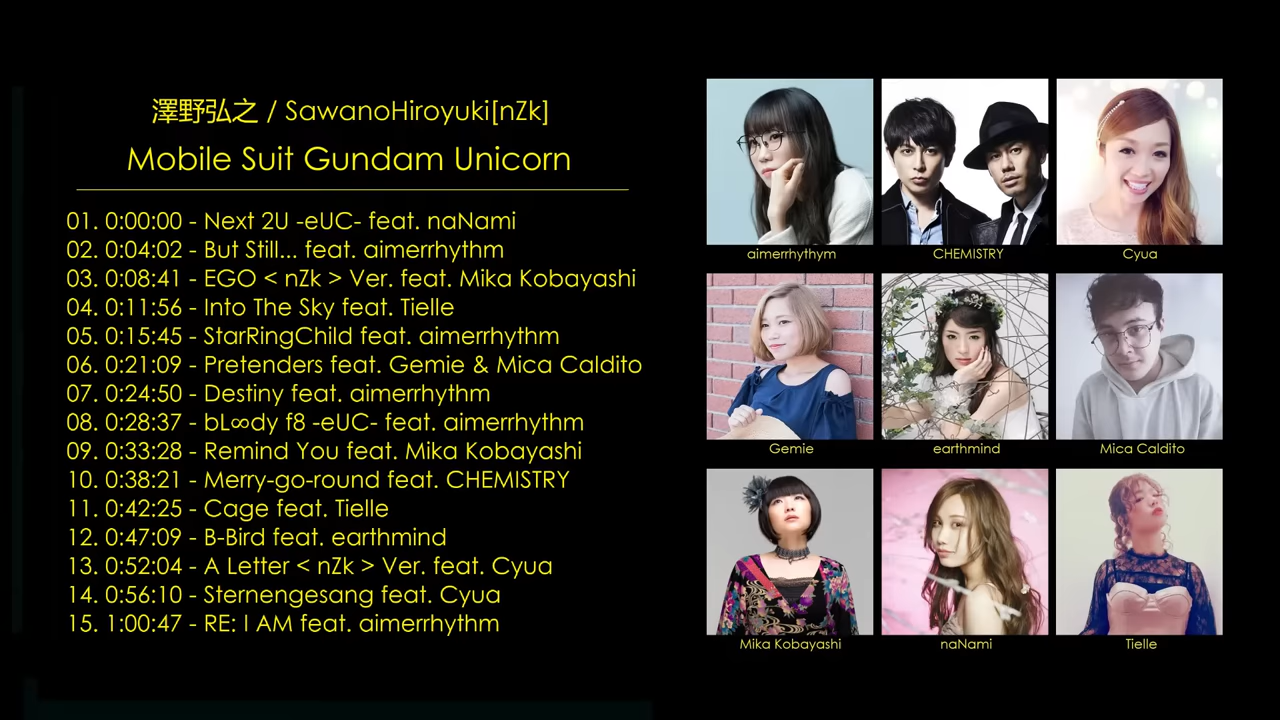 澤野弘之 / SawanoHiroyuki[nZk]
Mobile Suit Gundam Unicorn
01. 0:00:00 - Next 2U -eUC- feat. naNami
02. 0:04:02 - But Still... feat. aimerrhythm
03. 0:08:41 - EGO < nZk > Ver. feat. Mika Kobayashi
04. 0:11:56 - Into The Sky feat. Tielle
05. 0:15:45 - StarRingChild feat. aimerrhythm
06. 0:21:09 - Pretenders feat. Gemie & Mica Caldito
07. 0:24:50 - Destiny feat. aimerrhythm
08. 0:28:37 - bL∞dy f8 -eUC- feat. aimerrhythm
09. 0:33:28 - Remind You feat. Mika Kobayashi
10. 0:38:21 - Merry-go-round feat. CHEMISTRY
11. 0:42:25 - Cage feat. Tielle
12. 0:47:09 - B-Bird feat. earthmind
13. 0:52:04 - A Letter < nZk > Ver. feat. Cyua
14. 0:56:10 - Sternengesang feat. Cyua
15. 1:00:47 - RE: I AM feat. aimerrhythm
aimerrhythym
CHEMISTRY
Cyua
Gemie
earthmind
Mica Caldito
Mika Kobayashi
naNami
Tielle